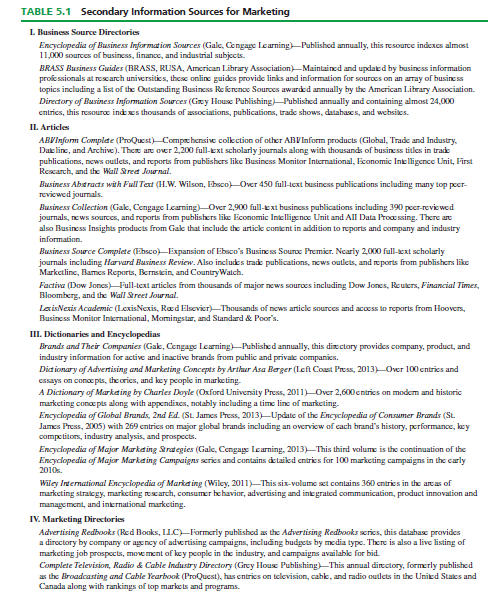 TABLE 5.1 Secondary Information Sources for Marketing
I. Business Source Directories
Encyclopedia of Business Information Sources (Gale, Cengage Learning)—Published annually, this resource indexes almost
11,000 sources of business, finance, and industrial subjects.
BRASS Business Guides (BRASS, RUSA, American Library Association)—Maintained and updated by business information
professionals at research universities, these online guides provide links and information for sources on an array of business
topics including a list of the Outstanding Business Reference Sources awarded annually by the American Library Association.
Directory of Business Information Sources (Grey House Publishing)—Published annually and containing almost 24,000
entries, this resource indexes thousands of associations, publications, trade shows, databases, and websites.
II. Articles
ABI/Inform Complete (ProQuest)—Comprehensive collection of other ABI/Inform products (Global, Trade and Industry,
Dateline, and Archive). There are over 2,200 full-text scholarly journals along with thousands of business titles in trade
publications, news outlets, and reports from publishers like Business Monitor International, Economic Intelligence Unit, First
Research, and the Wall Street Journal.
Business Abstracts with Full Text (H.W. Wilson, Ebsco)—Over 450 full-text business publications including many top peer-
reviewed journals.
Business Collection (Gale, Cengage Learning)—Over 2,900 full-text business publications including 390 peer-reviewed
journals, news sources, and reports from publishers like Economic Intelligence Unit and All Data Processing. There are
also Business Insights products from Gale that include the article content in addition to reports and company and industry
information.
Business Source Complete (Ebsco)—Expansion of Ebsco's Business Source Premier. Nearly 2,000 full-text scholarly
journals including Harvard Business Review. Also includes trade publications, news outlets, and reports from publishers like
Marketline, Barnes Reports, Bernstein, and CountryWatch.
Factiva (Dow Jones)—Full-text articles from thousands of major news sources including Dow Jones, Reuters, Financial Times,
Bloomberg, and the Wall Street Journal.
LexisNexis Academic (LexisNexis, Reed Elsevier)—Thousands of news article sources and access to reports from Hoovers,
Business Monitor International, Morningstar, and Standard & Poor's.
III. Dictionaries and Encyclopedias
Brands and Their Companies (Gale, Cengage Learning)—Published annually, this directory provides company, product, and
industry information for active and inactive brands from public and private companies.
Dictionary of Advertising and Marketing Concepts by Arthur Asa Berger (Left Coast Press, 2013)—Over 100 entries and
essays on concepts, theories, and key people in marketing.
A Dictionary of Marketing by Charles Doyle (Oxford University Press, 2011)—Over 2,600 entries on modern and historic
marketing concepts along with appendixes, notably including a time line of marketing.
Encyclopedia of Global Brands, 2nd Ed. (St. James Press, 2013)—Update of the Encyclopedia of Consumer Brands (St.
James Press, 2005) with 269 entries on major global brands including an overview of each brand's history, performance, key
competitors, industry analysis, and prospects.
Encyclopedia of Major Marketing Strategies (Gale, Cengage Learning, 2013)—This third volume is the continuation of the
Encyclopedia of Major Marketing Campaigns series and contains detailed entries for 100 marketing campaigns in the early
2010s.
Wiley International Encyclopedia of Marketing (Wiley, 2011)—This six-volume set contains 360 entries in the areas of
marketing strategy, marketing research, consumer behavior, advertising and integrated communication, product innovation and
management, and international marketing.
IV. Marketing Directories
Advertising Redbooks (Red Books, LLC)—Formerly published as the Advertising Redbooks series, this database provides
a directory by company or agency of advertising campaigns, including budgets by media type. There is also a live listing of
marketing job prospects, movement of key people in the industry, and campaigns available for bid.
Complete Television, Radio & Cable Industry Directory (Grey House Publishing)—This annual directory, formerly published
as the Broadcasting and Cable Yearbook (ProQuest), has entries on television, cable, and radio outlets in the United States and
Canada along with rankings of top markets and programs.